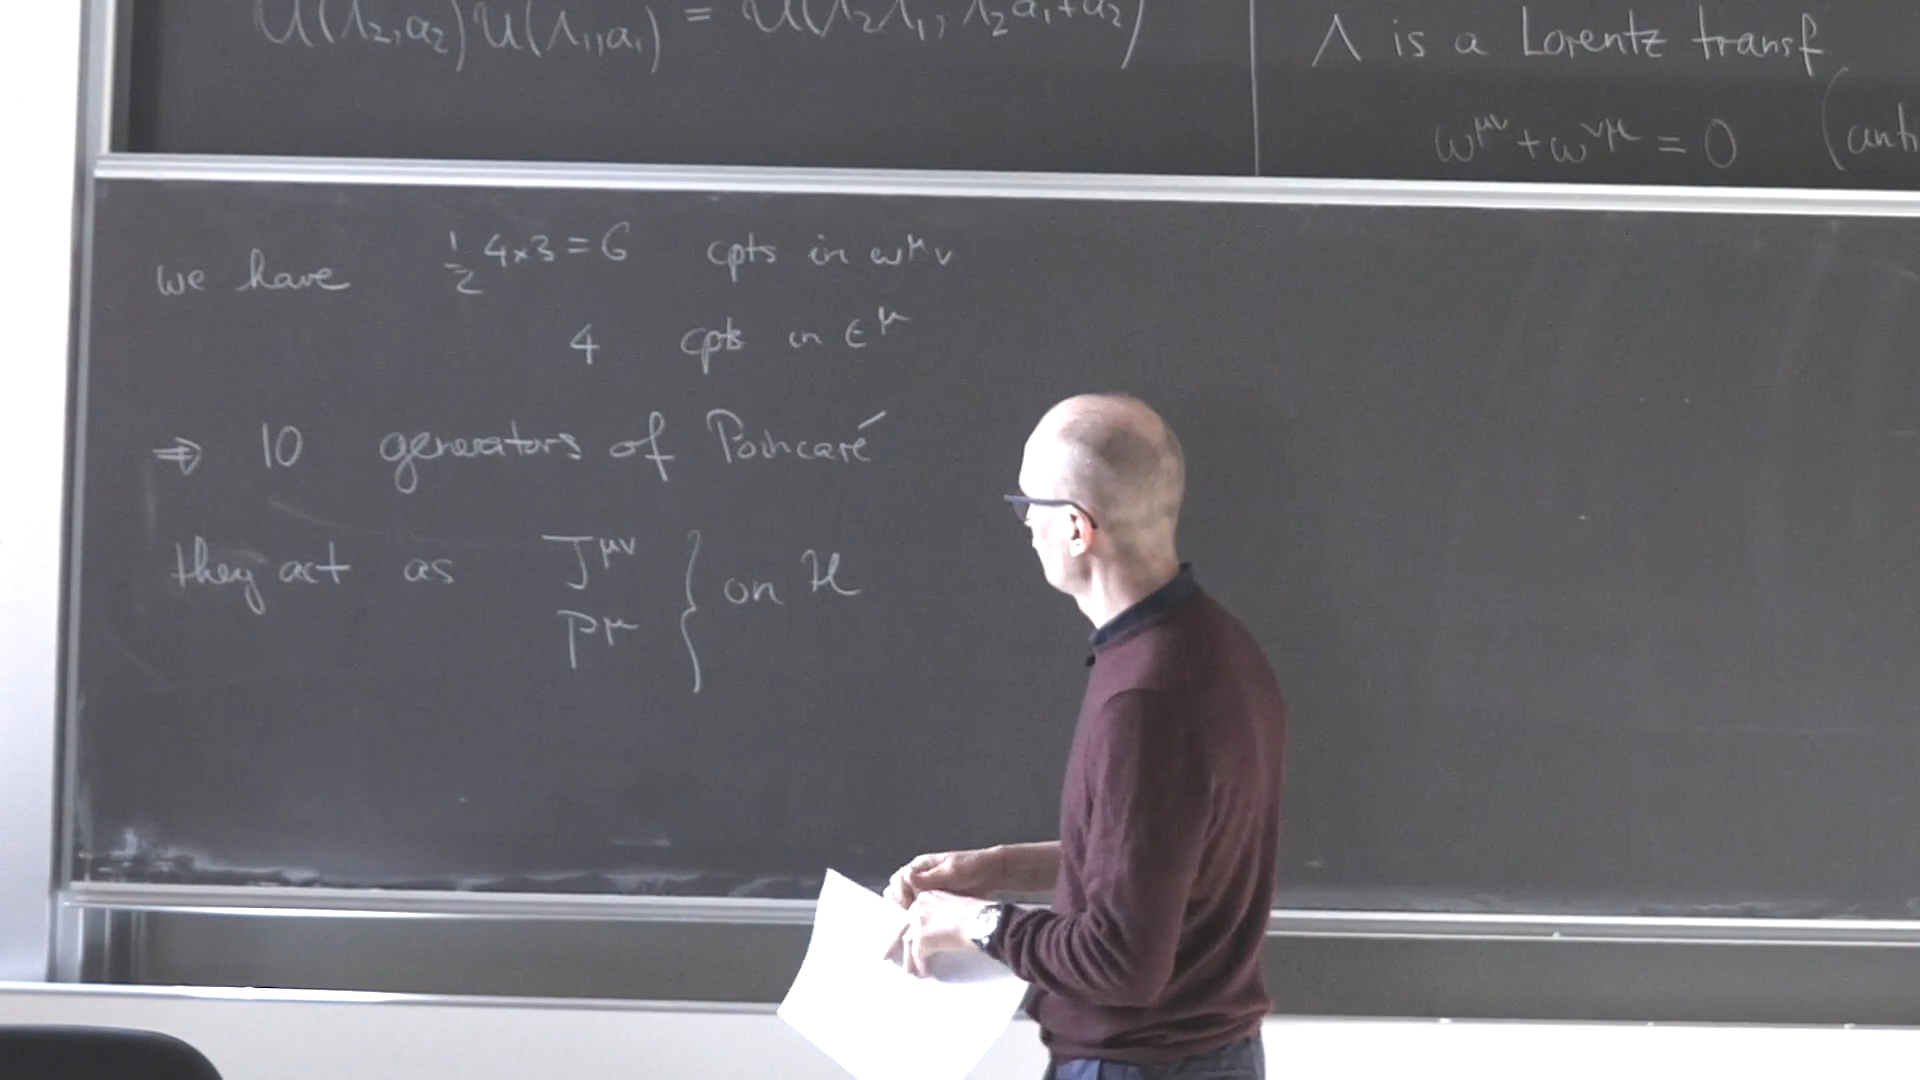 U(Λ₂,a₂)U(Λ₁,a₁) = U(Λ₂Λ₁, Λ₂a₁+a₂)
Λ is a Lorentz transf
ω^μν + ω^νμ = 0 (anti
we have ½ 4×3 = 6 cpts in ω^μν
4 cpts in ϵ^μ
⇒ 10 generators of Poincaré
they act as J^μν } on ℋ
P^μ